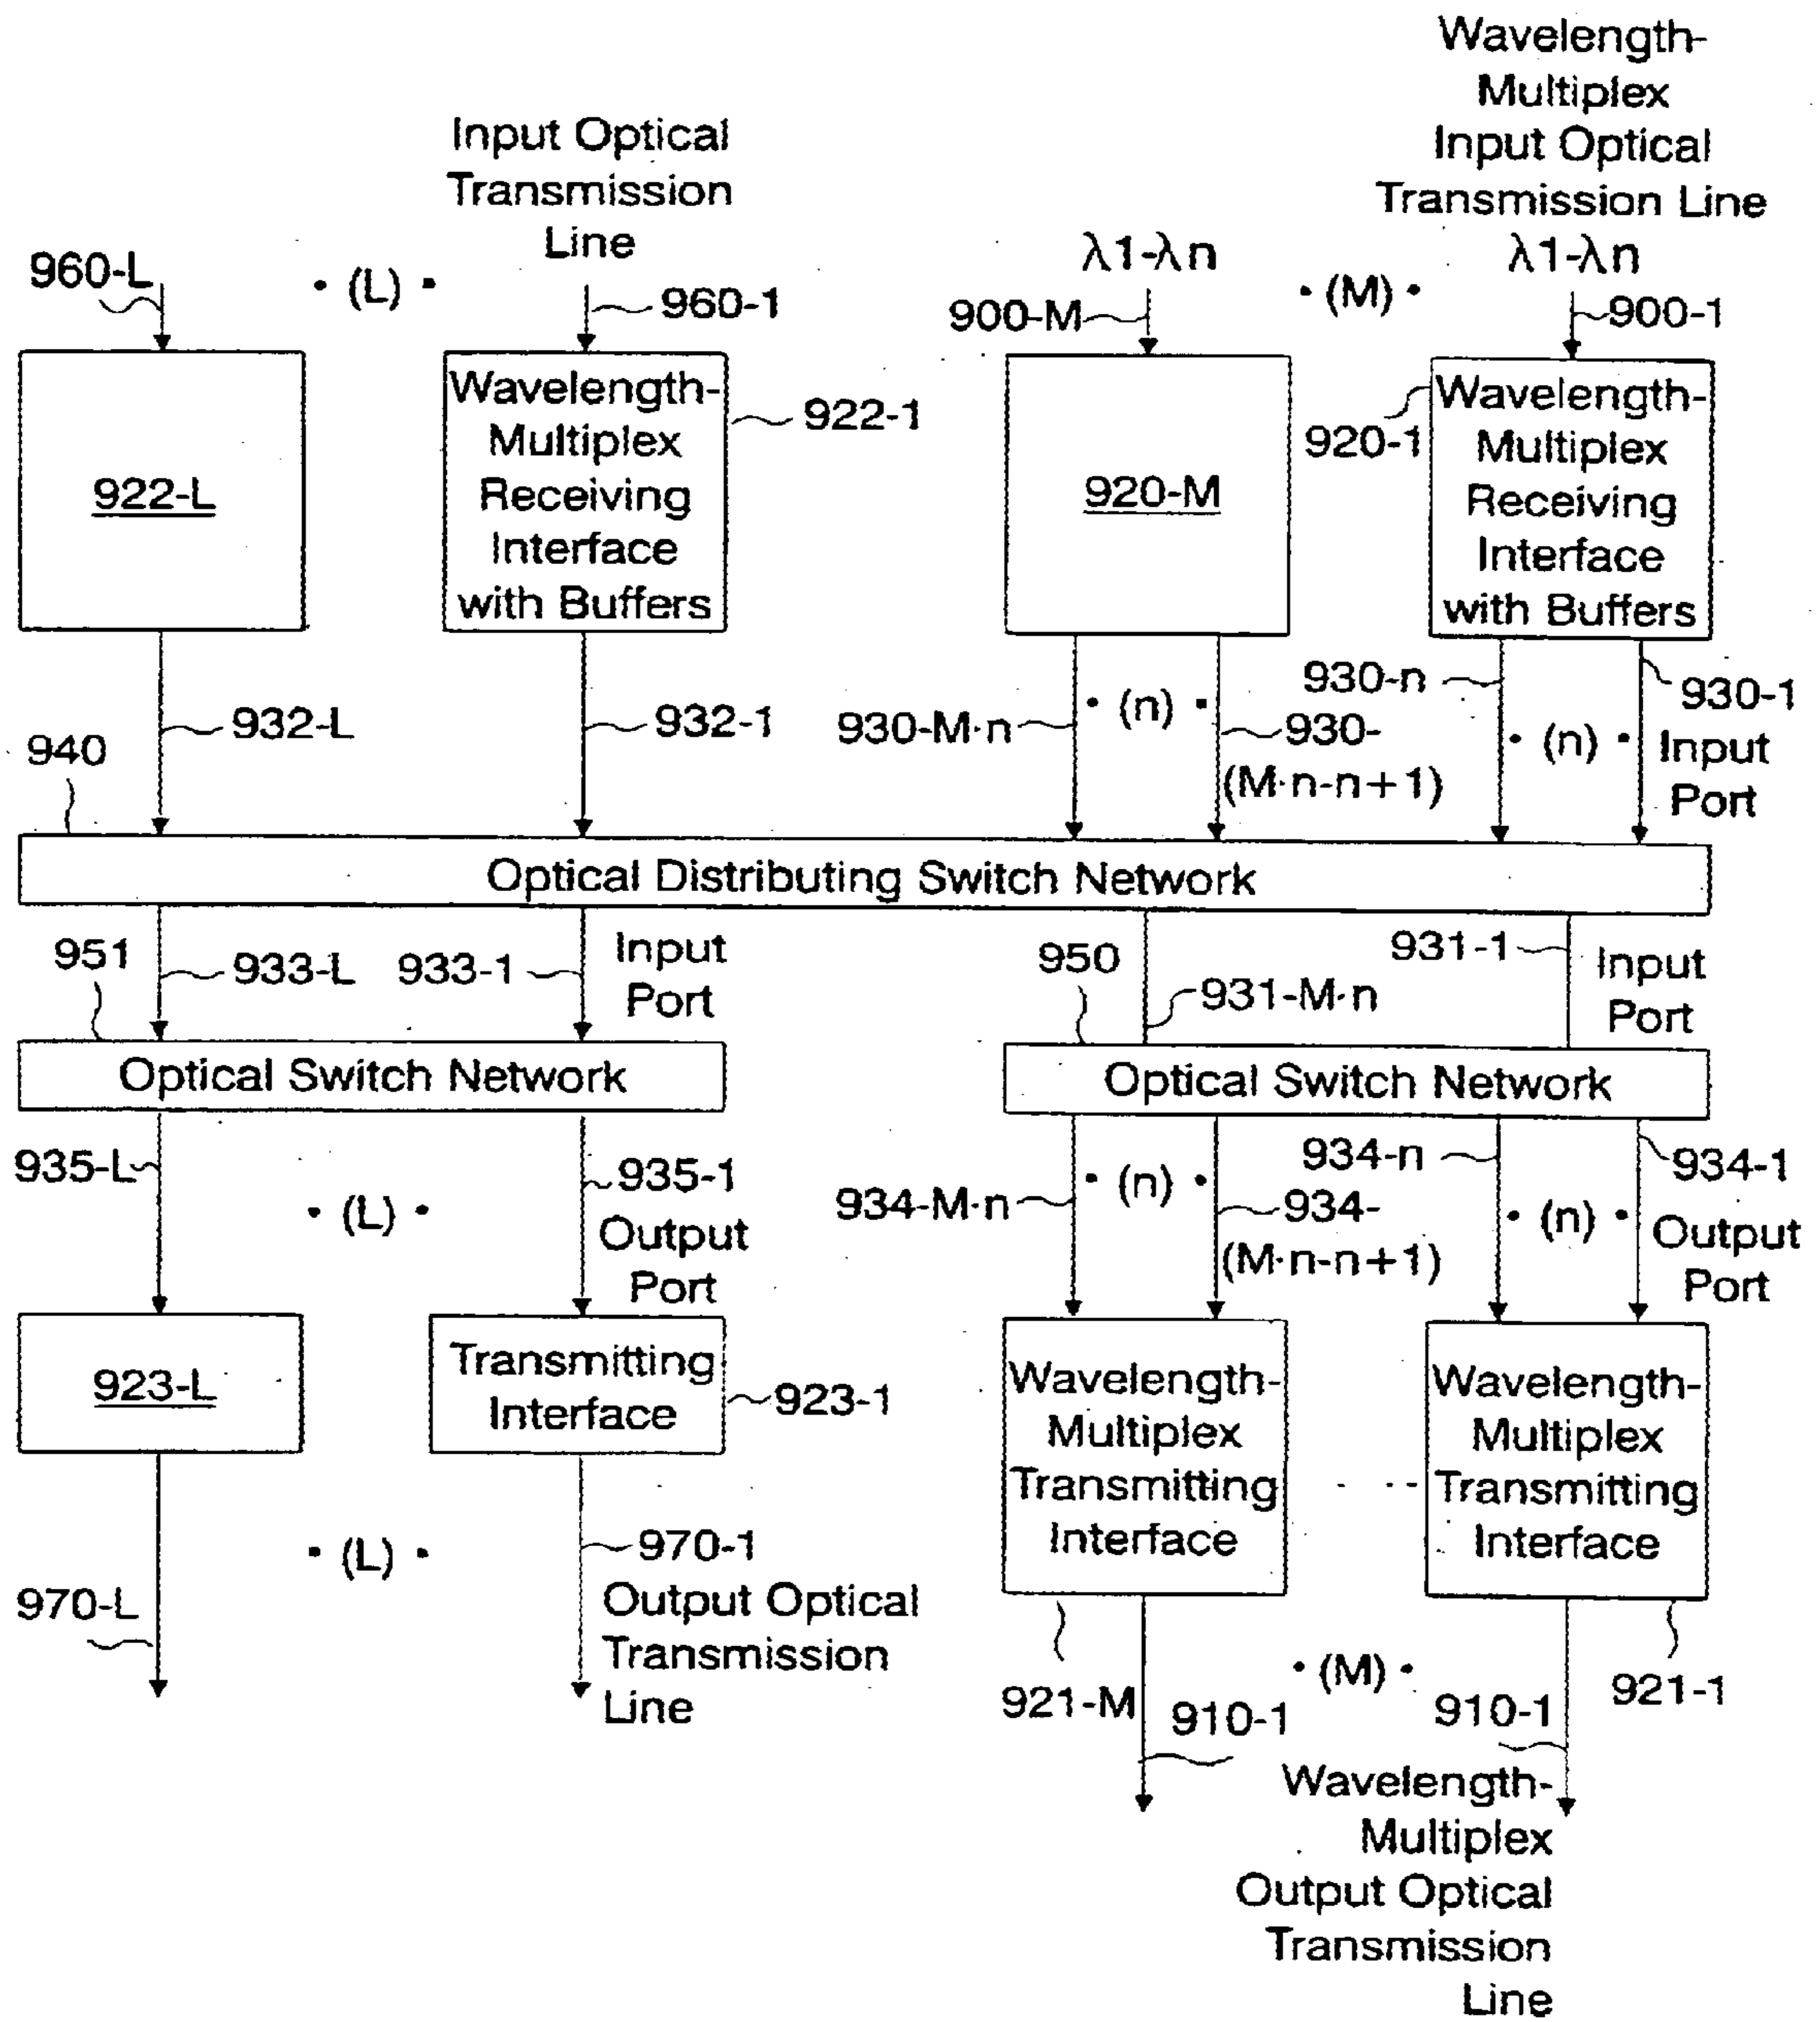 Wavelength-
Multiplex
Input Optical
Transmission Line
λ1-λn
Input Optical
Transmission
Line
960-L
• (L) •
960-1
λ1-λn
900-M
• (M) •
900-1
922-L
Wavelength-
Multiplex
Receiving
Interface
with Buffers
922-1
920-M
920-1
Wavelength-
Multiplex
Receiving
Interface
with Buffers
932-L
932-1
930-M·n
• (n) •
930-
(M·n-n+1)
930-n
• (n) •
930-1
Input
Port
940
Optical Distributing Switch Network
951
933-L
933-1
Input
Port
950
931-M·n
931-1
Input
Port
Optical Switch Network
Optical Switch Network
935-L
• (L) •
935-1
Output
Port
934-M·n
• (n) •
934-
(M·n-n+1)
934-n
• (n) •
934-1
Output
Port
923-L
Transmitting
Interface
923-1
Wavelength-
Multiplex
Transmitting
Interface
Wavelength-
Multiplex
Transmitting
Interface
970-L
• (L) •
970-1
Output Optical
Transmission
Line
921-M
910-1
• (M) •
910-1
921-1
Wavelength-
Multiplex
Output Optical
Transmission
Line